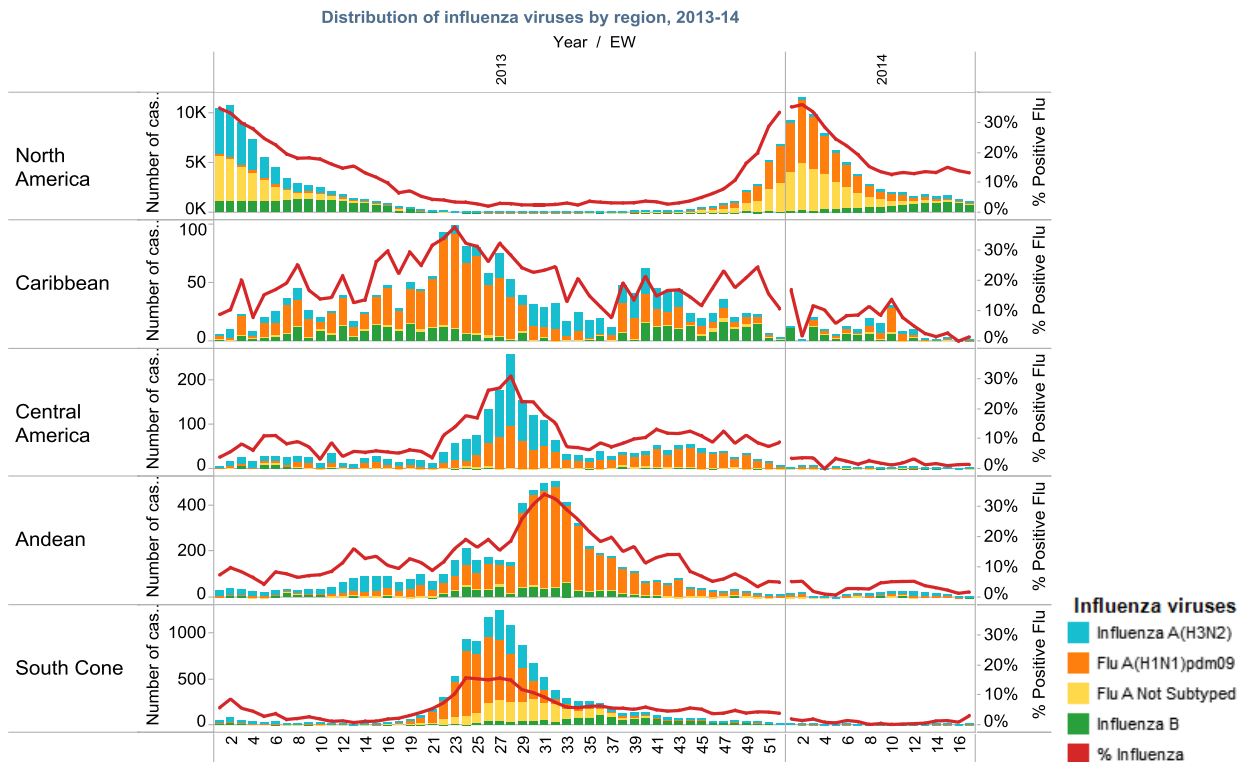 Distribution of influenza viruses by region, 2013-14
Year / EW
2013
2014
North
America
Number of cas..
10K
5K
0K
30%
20%
10%
0%
% Positive Flu
Caribbean
Number of cas..
100
50
0
30%
20%
10%
0%
% Positive Flu
Central
America
Number of cas..
200
100
0
30%
20%
10%
0%
% Positive Flu
Andean
Number of cas..
400
200
0
30%
20%
10%
0%
% Positive Flu
South Cone
Number of cas..
1000
500
0
30%
20%
10%
0%
% Positive Flu
2 4 6 8 10 12 14 16 19 21 23 25 27 29 31 33 35 37 39 41 43 45 47 49 51 2 4 6 8 10 12 14 16
Influenza viruses
Influenza A(H3N2)
Flu A(H1N1)pdm09
Flu A Not Subtyped
Influenza B
% Influenza